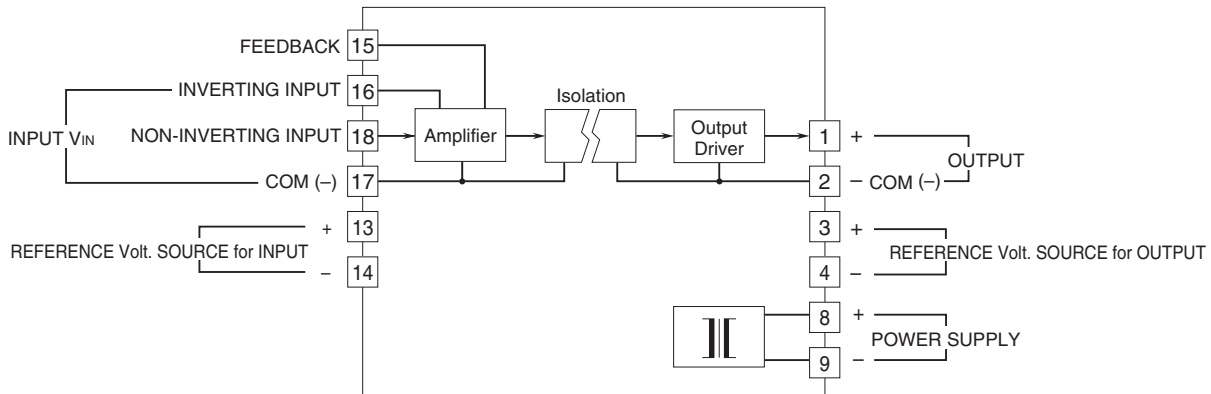 FEEDBACK 15
INVERTING INPUT 16
Isolation
INPUT VIN
NON-INVERTING INPUT 18
Amplifier
Output
Driver
1 +
OUTPUT
COM (–) 17
2 – COM (–)
+ 13
REFERENCE Volt. SOURCE for INPUT
– 14
3 +
REFERENCE Volt. SOURCE for OUTPUT
4 –
8 +
POWER SUPPLY
9 –